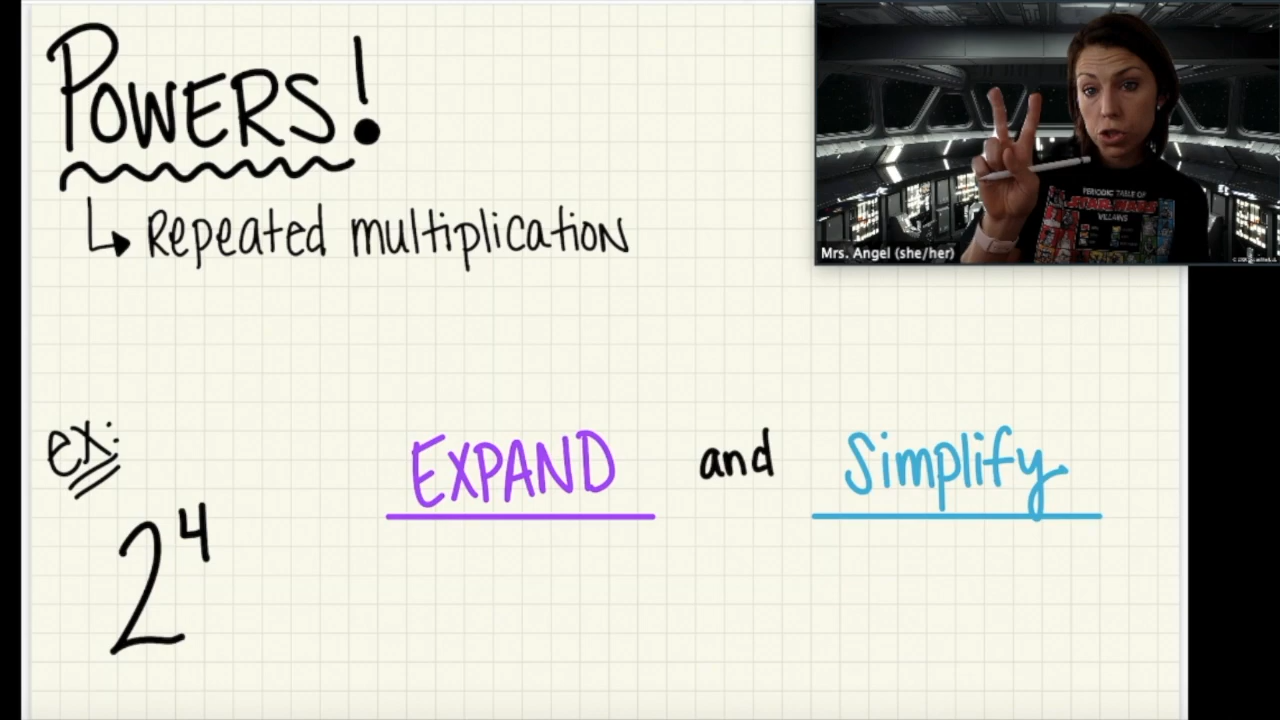 POWERS!
Repeated multiplication
ex:
EXPAND and Simplify
2⁴
PERIODIC TABLE OF
STAR WARS
VILLAINS
Mrs. Angel (she/her)